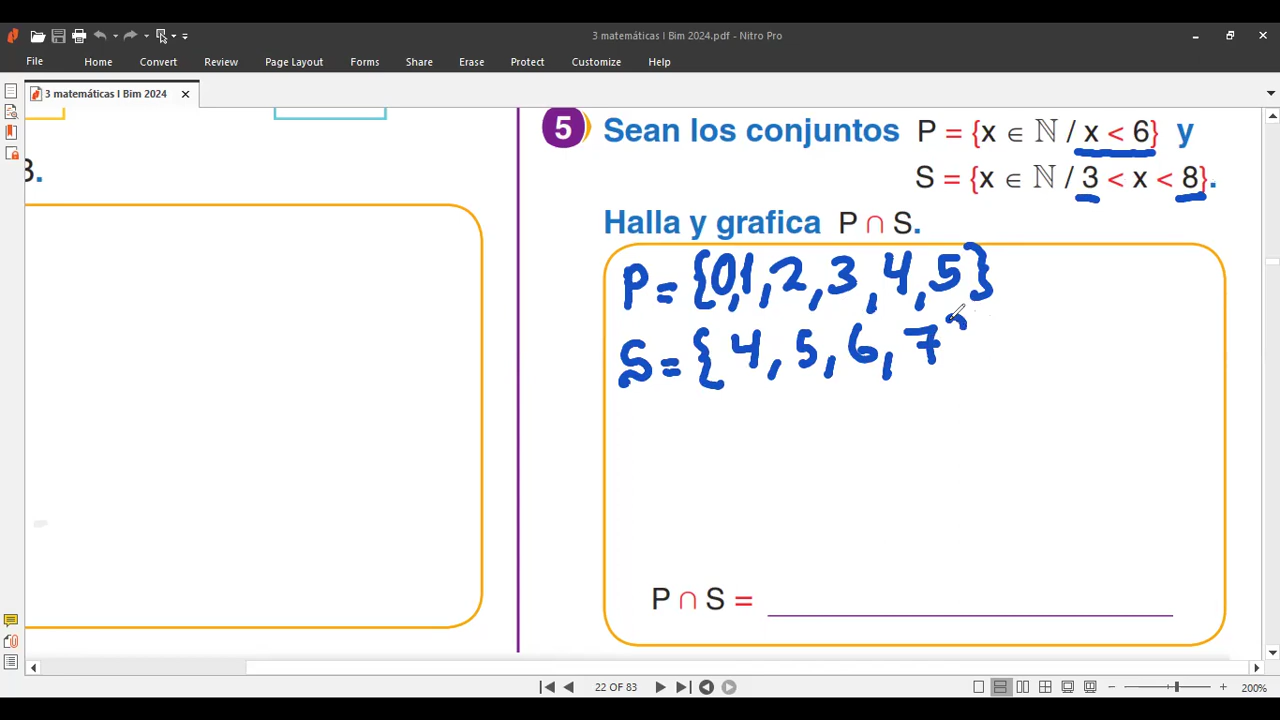 3 matemáticas I Bim 2024.pdf - Nitro Pro
File Home Convert Review Page Layout Forms Share Erase Protect Customize Help
3 matemáticas I Bim 2024
3.
5 Sean los conjuntos P = {x ∈ ℕ / x < 6} y
S = {x ∈ ℕ / 3 < x < 8}.
Halla y grafica P ∩ S.
P = {0,1,2,3,4,5}
S = { 4, 5, 6, 7
P ∩ S =
22 OF 83
200%